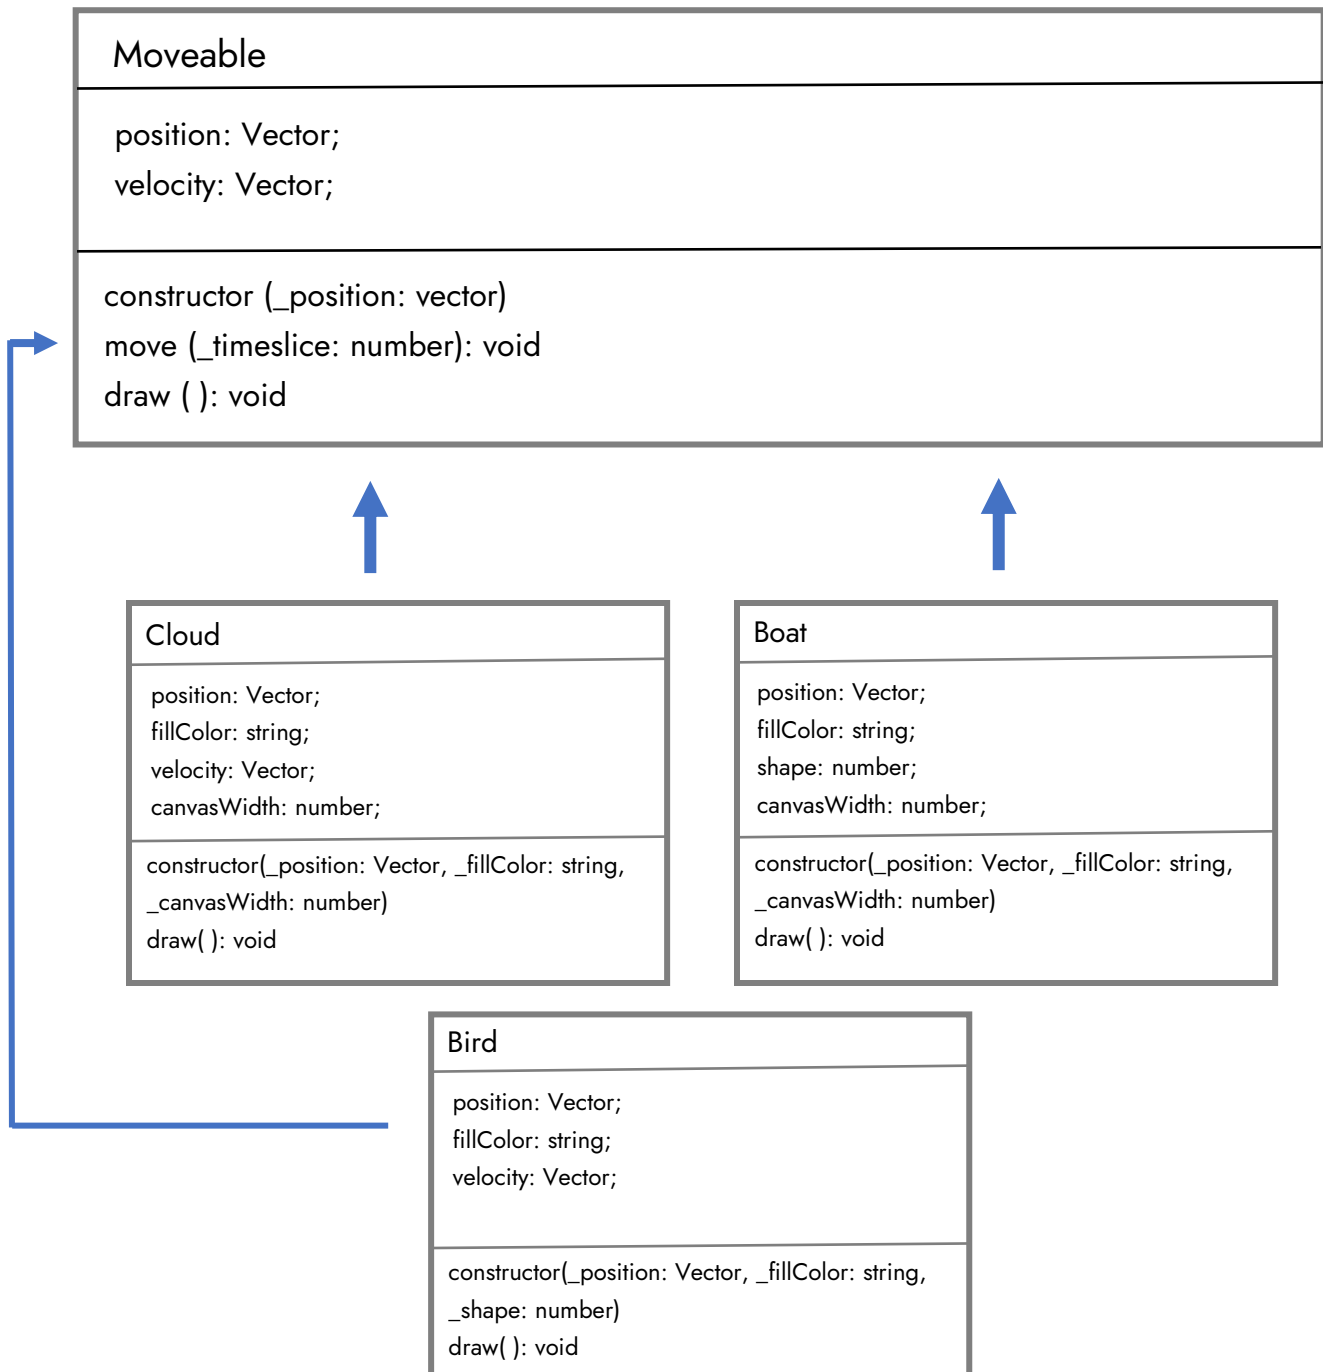 Moveable
position: Vector;
velocity: Vector;
constructor (_position: vector)
move (_timeslice: number): void
draw ( ): void
Cloud
position: Vector;
fillColor: string;
velocity: Vector;
canvasWidth: number;
constructor(_position: Vector, _fillColor: string,
_canvasWidth: number)
draw( ): void
Boat
position: Vector;
fillColor: string;
shape: number;
canvasWidth: number;
constructor(_position: Vector, _fillColor: string,
_canvasWidth: number)
draw( ): void
Bird
position: Vector;
fillColor: string;
velocity: Vector;
constructor(_position: Vector, _fillColor: string,
_shape: number)
draw( ): void